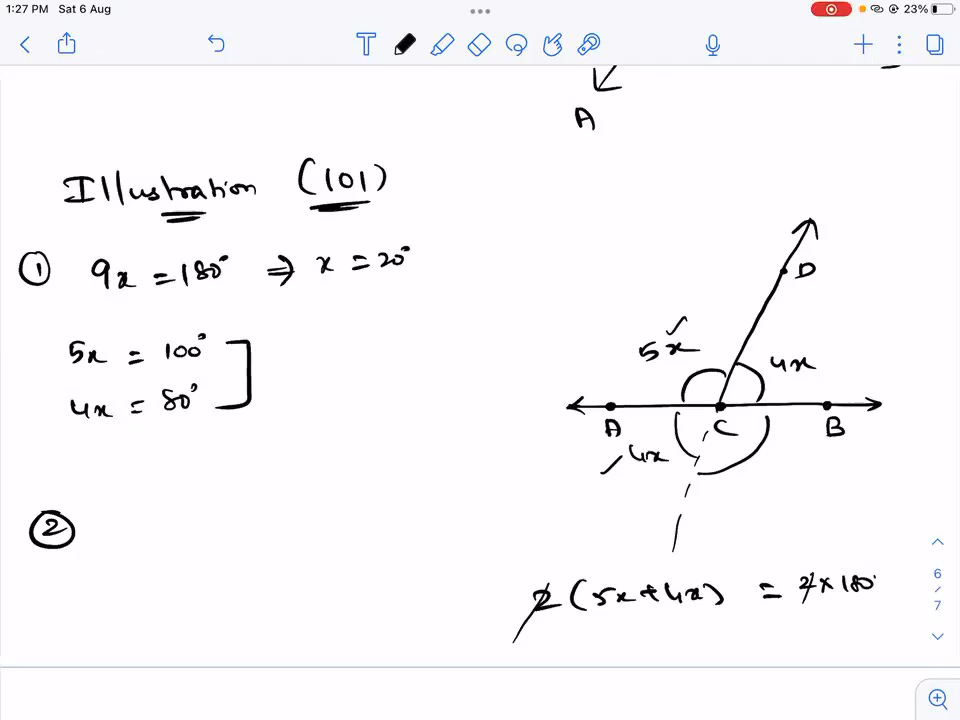 1:27 PM Sat 6 Aug
23%
T
A
Illustration (101)
① 9x = 180° ⇒ x = 20°
D
5x = 100°
5x 4x
4x = 80°
A C B
4x
②
2 (5x + 4x) = 2 × 180°
6
/
7